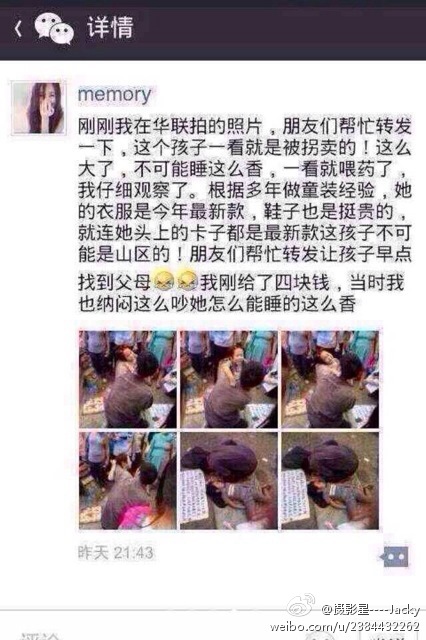 详情
memory
刚刚我在华联拍的照片，朋友们帮忙转发
一下，这个孩子一看就是被拐卖的！这么
大了，不可能睡这么香，一看就喂药了，
我仔细观察了。根据多年做童装经验，她
的衣服是今年最新款，鞋子也是挺贵的，
就连她头上的卡子都是最新款这孩子不可
能是山区的！朋友们帮忙转发让孩子早点
找到父母😂😂我刚给了四块钱，当时我
也纳闷这么吵她怎么能睡的这么香
昨天 21:43
评论
@摄影星----Jacky
weibo.com/u/2384432262